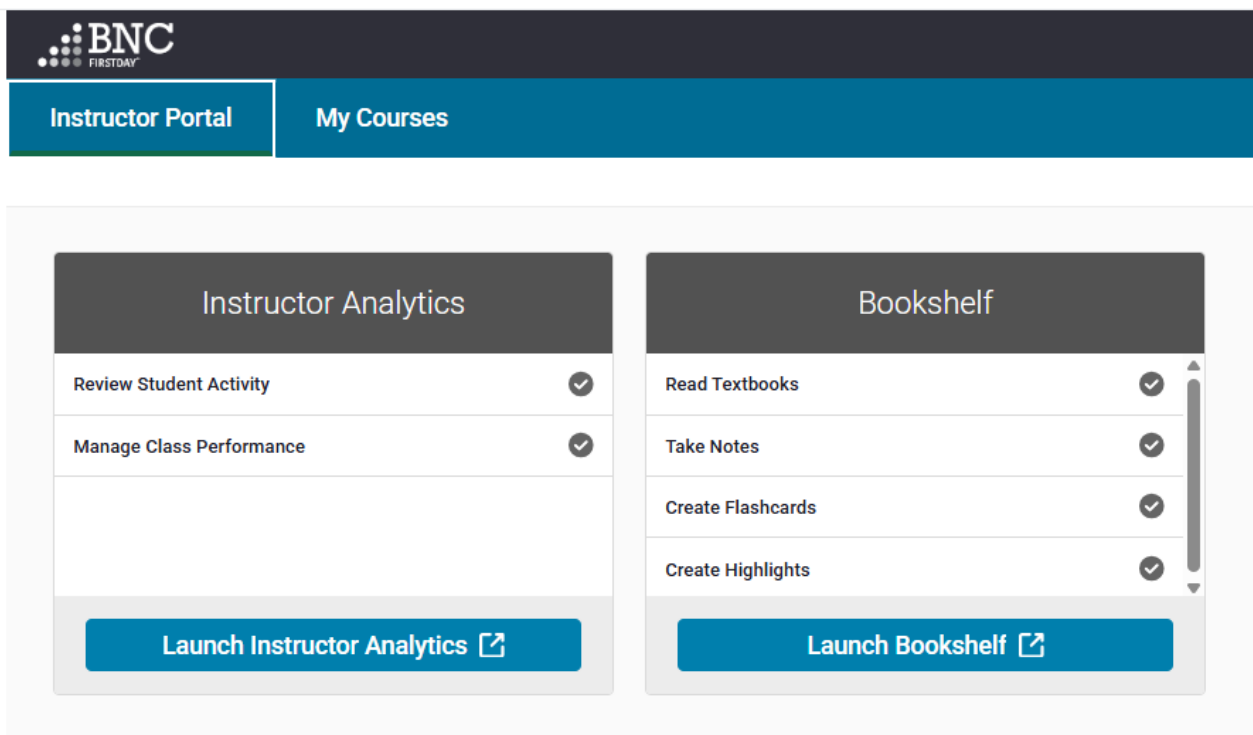 BNC
FIRSTDAY™
Instructor Portal
My Courses
Instructor Analytics
Review Student Activity
Manage Class Performance
Launch Instructor Analytics
Bookshelf
Read Textbooks
Take Notes
Create Flashcards
Create Highlights
Launch Bookshelf